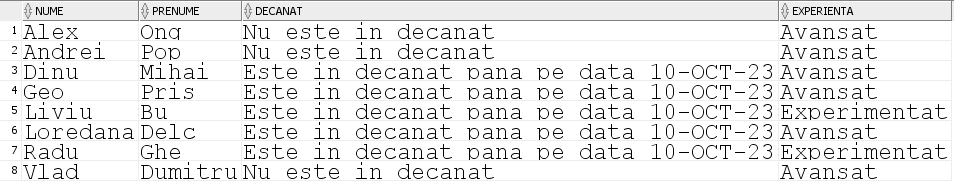 NUME PRENUME DECANAT EXPERIENTA
1 Alex Ong Nu este in decanat Avansat
2 Andrei Pop Nu este in decanat Avansat
3 Dinu Mihai Este in decanat pana pe data 10-OCT-23 Avansat
4 Geo Pris Este in decanat pana pe data 10-OCT-23 Avansat
5 Liviu Bu Este in decanat pana pe data 10-OCT-23 Experimentat
6 Loredana Delc Este in decanat pana pe data 10-OCT-23 Avansat
7 Radu Ghe Este in decanat pana pe data 10-OCT-23 Experimentat
8 Vlad Dumitru Nu este in decanat Avansat